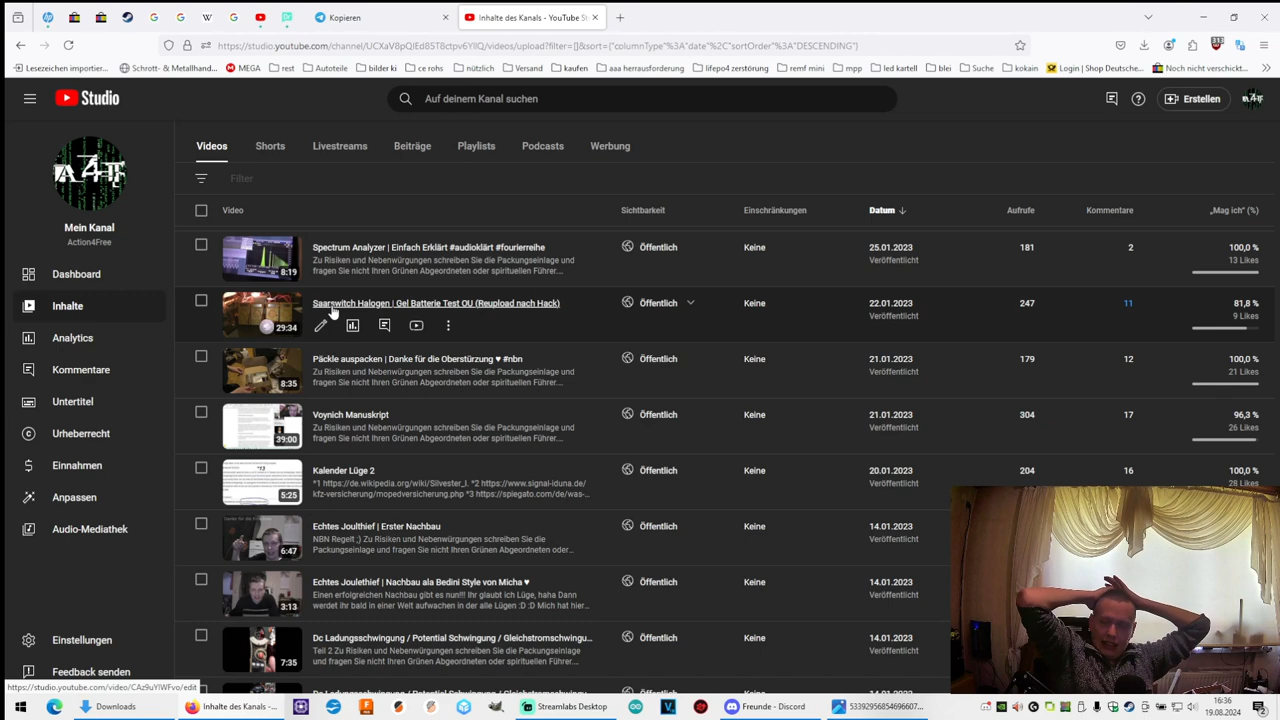 Kopieren
Inhalte des Kanals - YouTube St
https://studio.youtube.com/channel/UCXaV8pQIEd85T8ctpv6YlIQ/videos/upload?filter=[]&sort={"columnType"%3A"date"%2C"sortOrder"%3A"DESCENDING"}
Lesezeichen importier... Schrott- & Metallhand... MEGA rest Autoteile bilder ki ce rohs nützlich Versand kaufen aaa herrausforderung lifepo4 zerstörung remf mini mpp led kartell blei Suche kokain Login | Shop Deutsche... Noch nicht verschickt...
Studio
Auf deinem Kanal suchen
Erstellen
A4T
Mein Kanal
Action4Free
Dashboard
Inhalte
Analytics
Kommentare
Untertitel
Urheberrecht
Einnahmen
Anpassen
Audio-Mediathek
Einstellungen
Feedback senden
Videos Shorts Livestreams Beiträge Playlists Podcasts Werbung
Filter
Video Sichtbarkeit Einschränkungen Datum Aufrufe Kommentare „Mag ich" (%)
8:19
Spectrum Analyzer | Einfach Erklärt #audioklärt #fourierreihe
Zu Risiken und Nebenwürgungen schreiben Sie die Packungseinlage und
fragen Sie nicht Ihren Grünen Abgeordneten oder spirituellen Führer...
Öffentlich Keine 25.01.2023 181 2 100,0 %
Veröffentlicht 13 Likes
29:34
Saarswitch Halogen | Gel Batterie Test OU (Reupload nach Hack)
Öffentlich Keine 22.01.2023 247 11 81,8 %
Veröffentlicht 9 Likes
8:35
Päckle auspacken | Danke für die Oberstürzung ♥ #nbn
Zu Risiken und Nebenwürgungen schreiben Sie die Packungseinlage und
fragen Sie nicht Ihren Grünen Abgeordneten oder spirituellen Führer...
Öffentlich Keine 21.01.2023 179 12 100,0 %
Veröffentlicht 21 Likes
39:00
Voynich Manuskript
Zu Risiken und Nebenwürgungen schreiben Sie die Packungseinlage und
fragen Sie nicht Ihren Grünen Abgeordneten oder spirituellen Führer...
Öffentlich Keine 21.01.2023 304 17 96,3 %
Veröffentlicht 26 Likes
5:25
Kalender Lüge 2
*1 https://de.wikipedia.org/wiki/Silvester_I. *2 https://www.signal-iduna.de/
kfz-versicherung/mopedversicherung.php *3 https://spiegato.com/de/was-...
Öffentlich Keine 20.01.2023 204 16 100,0 %
Veröffentlicht 28 Likes
6:47
Echtes Joulthief | Erster Nachbau
NBN Regelt ;) Zu Risiken und Nebenwürgungen schreiben Sie die
Packungseinlage und fragen Sie nicht Ihren Grünen Abgeordneten oder...
Öffentlich Keine 14.01.2023
Veröffentlicht
3:13
Echtes Joulethief | Nachbau ala Bedini Style von Micha ♥
Einen erfolgreichen Nachbau gibt es nun!!! Ihr glaubt ich Lüge, haha Dann
werdet ihr bald in einer Welt aufwachen in der alle Lügen :D :D Mich hat hier...
Öffentlich Keine 14.01.2023
Veröffentlicht
7:35
Dc Ladungsschwingung / Potential Schwingung / Gleichstromschwingu...
Teil 2 Zu Risiken und Nebenwürgungen schreiben Sie die
Packungseinlage und fragen Sie nicht Ihren Grünen Abgeordneten oder...
Öffentlich Keine 14.01.2023
Veröffentlicht
https://studio.youtube.com/video/CAz9uYlWFvo/edit
Downloads Inhalte des Kanals -... Streamlabs Desktop Freunde - Discord 53392956854696607...
16:36
19.08.2024